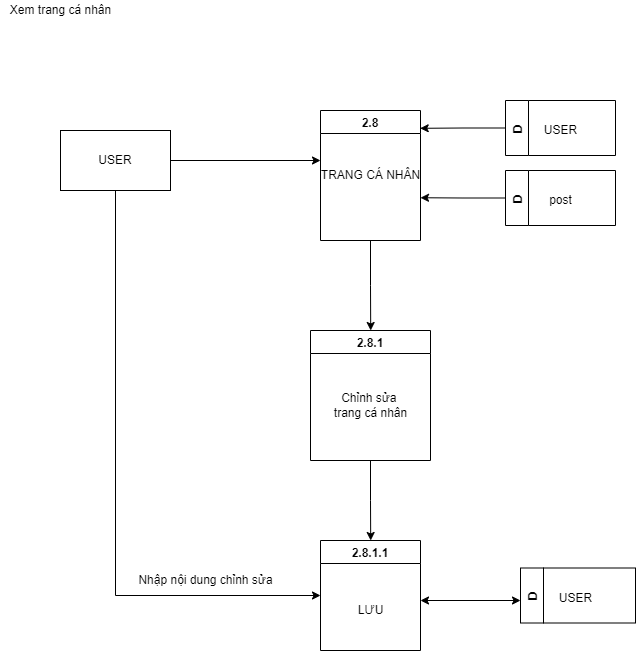 Xem trang cá nhân
2.8
D
USER
USER
TRANG CÁ NHÂN
D
post
2.8.1
Chỉnh sửa
trang cá nhân
2.8.1.1
Nhập nội dung chỉnh sửa
LƯU
D
USER